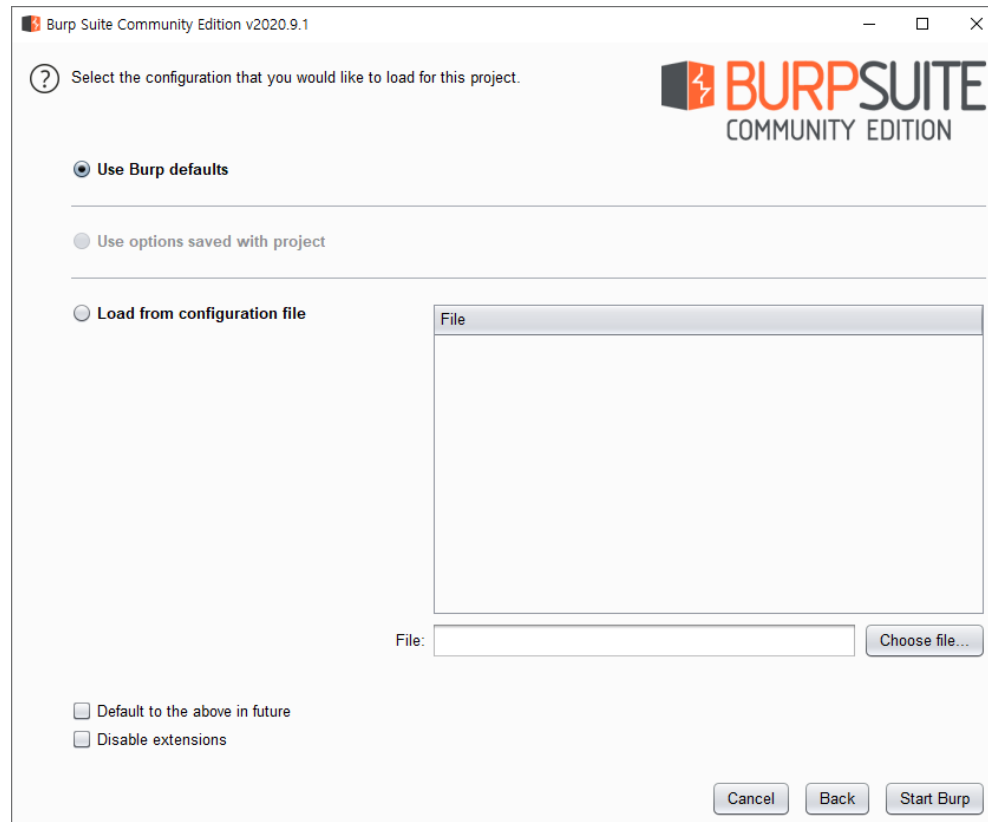 Burp Suite Community Edition v2020.9.1
Select the configuration that you would like to load for this project.
BURPSUITE
COMMUNITY EDITION
Use Burp defaults
Use options saved with project
Load from configuration file
File
File:
Choose file...
Default to the above in future
Disable extensions
Cancel
Back
Start Burp